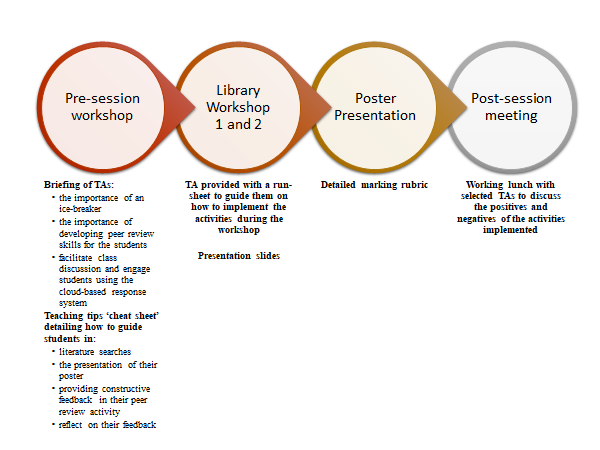 Pre-session
workshop
Library
Workshop
1 and 2
Poster
Presentation
Post-session
meeting
Briefing of TAs:
• the importance of an
ice-breaker
• the importance of
developing peer review
skills for the students
• facilitate class
discussion and engage
students using the
cloud-based response
system
Teaching tips ‘cheat sheet’
detailing how to guide
students in:
• literature searches
• the presentation of their
poster
• providing constructive
feedback in their peer
review activity
• reflect on their feedback
TA provided with a run-
sheet to guide them on
how to implement the
activities during the
workshop
Presentation slides
Detailed marking rubric
Working lunch with
selected TAs to discuss
the positives and
negatives of the activities
implemented